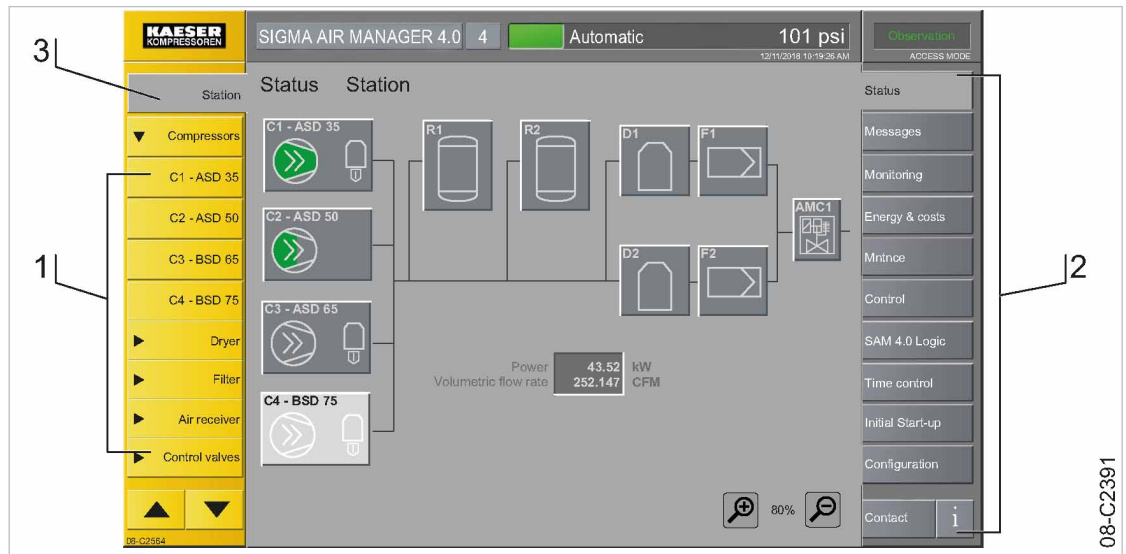 KAESER
KOMPRESSOREN
SIGMA AIR MANAGER 4.0 4 Automatic 101 psi
12/11/2018 10:19:26 AM
Observation
ACCESS MODE
3
Station
Compressors
C1 - ASD 35
C2 - ASD 50
C3 - BSD 65
C4 - BSD 75
Dryer
Filter
Air receiver
Control valves
1
08-C2564
Status Station
C1 - ASD 35
R1
R2
D1
F1
C2 - ASD 50
AMC1
D2
F2
C3 - ASD 65
Power 43.52 kW
Volumetric flow rate 252.147 CFM
C4 - BSD 75
80%
Status
Messages
Monitoring
Energy & costs
Mntnce
Control
SAM 4.0 Logic
Time control
Initial Start-up
Configuration
Contact i
2
08-C2391